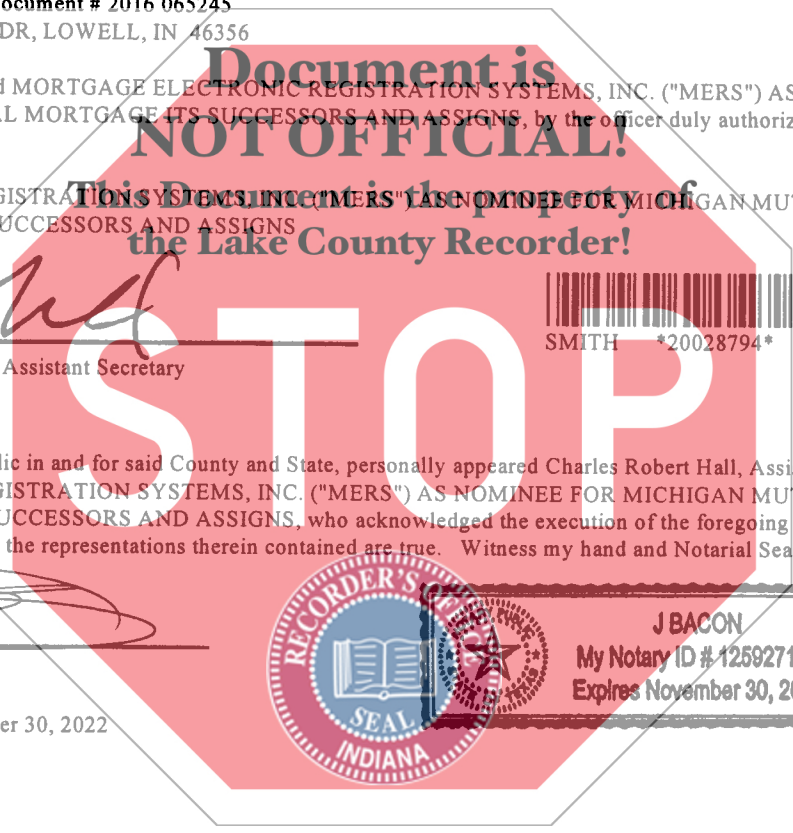 ocument # 2016 065245
DR, LOWELL, IN 46356
Document is
d MORTGAGE ELECTRONIC REGISTRATION SYSTEMS, INC. ("MERS") AS
L MORTGAGE ITS SUCCESSORS AND ASSIGNS, by the officer duly authoriz
NOT OFFICIAL!
This Document is the property of
GISTRATION SYSTEMS, INC. ("MERS") AS NOMINEE FOR MICHIGAN MUT
UCCESSORS AND ASSIGNS
the Lake County Recorder!
SMITH *20028794*
Assistant Secretary
STOP
lic in and for said County and State, personally appeared Charles Robert Hall, Assi
GISTRATION SYSTEMS, INC. ("MERS") AS NOMINEE FOR MICHIGAN MUT
UCCESSORS AND ASSIGNS, who acknowledged the execution of the foregoing
the representations therein contained are true. Witness my hand and Notarial Sea
RECORDER'S OFFICE
SEAL
INDIANA
J BACON
My Notary ID # 1259271
Expires November 30, 20
er 30, 2022